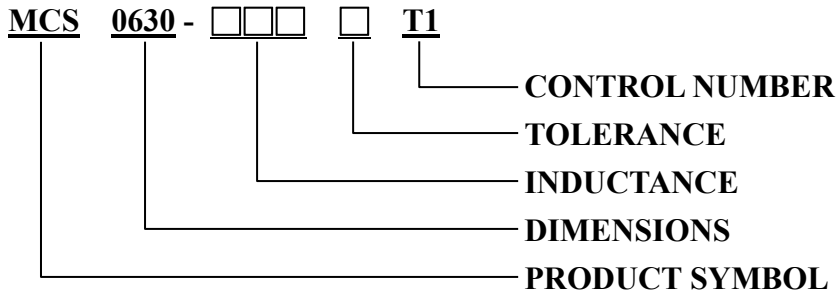 MCS 0630 - □□□ □ T1
CONTROL NUMBER
TOLERANCE
INDUCTANCE
DIMENSIONS
PRODUCT SYMBOL